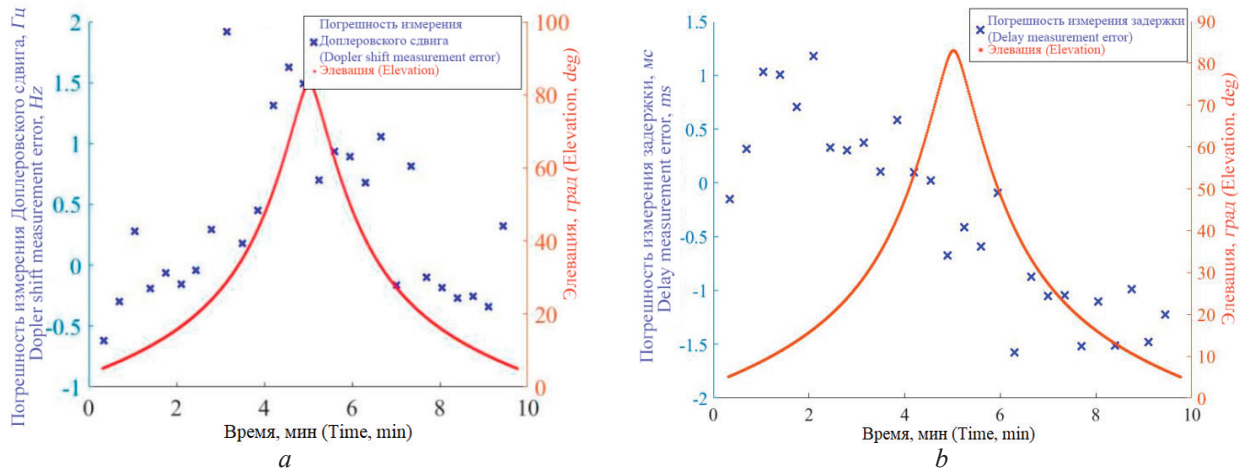 Погрешность измерения Доплеровского сдвига, Гц
Dopler shift measurement error, Hz
2
1.5
1
0.5
0
-0.5
-1
Погрешность измерения
Доплеровского сдвига
(Dopler shift measurement error)
Элевация (Elevation)
100
80
60
40
20
0
Элевация, град (Elevation, deg)
0 2 4 6 8 10
Время, мин (Time, min)
a
Погрешность измерения задержки, мс
Delay measurement error, ms
1.5
1
0.5
0
-0.5
-1
-1.5
-2
Погрешность измерения задержки
(Delay measurement error)
Элевация (Elevation)
90
80
70
60
50
40
30
20
10
0
Элевация, град (Elevation, deg)
0 2 4 6 8 10
Время, мин (Time, min)
b